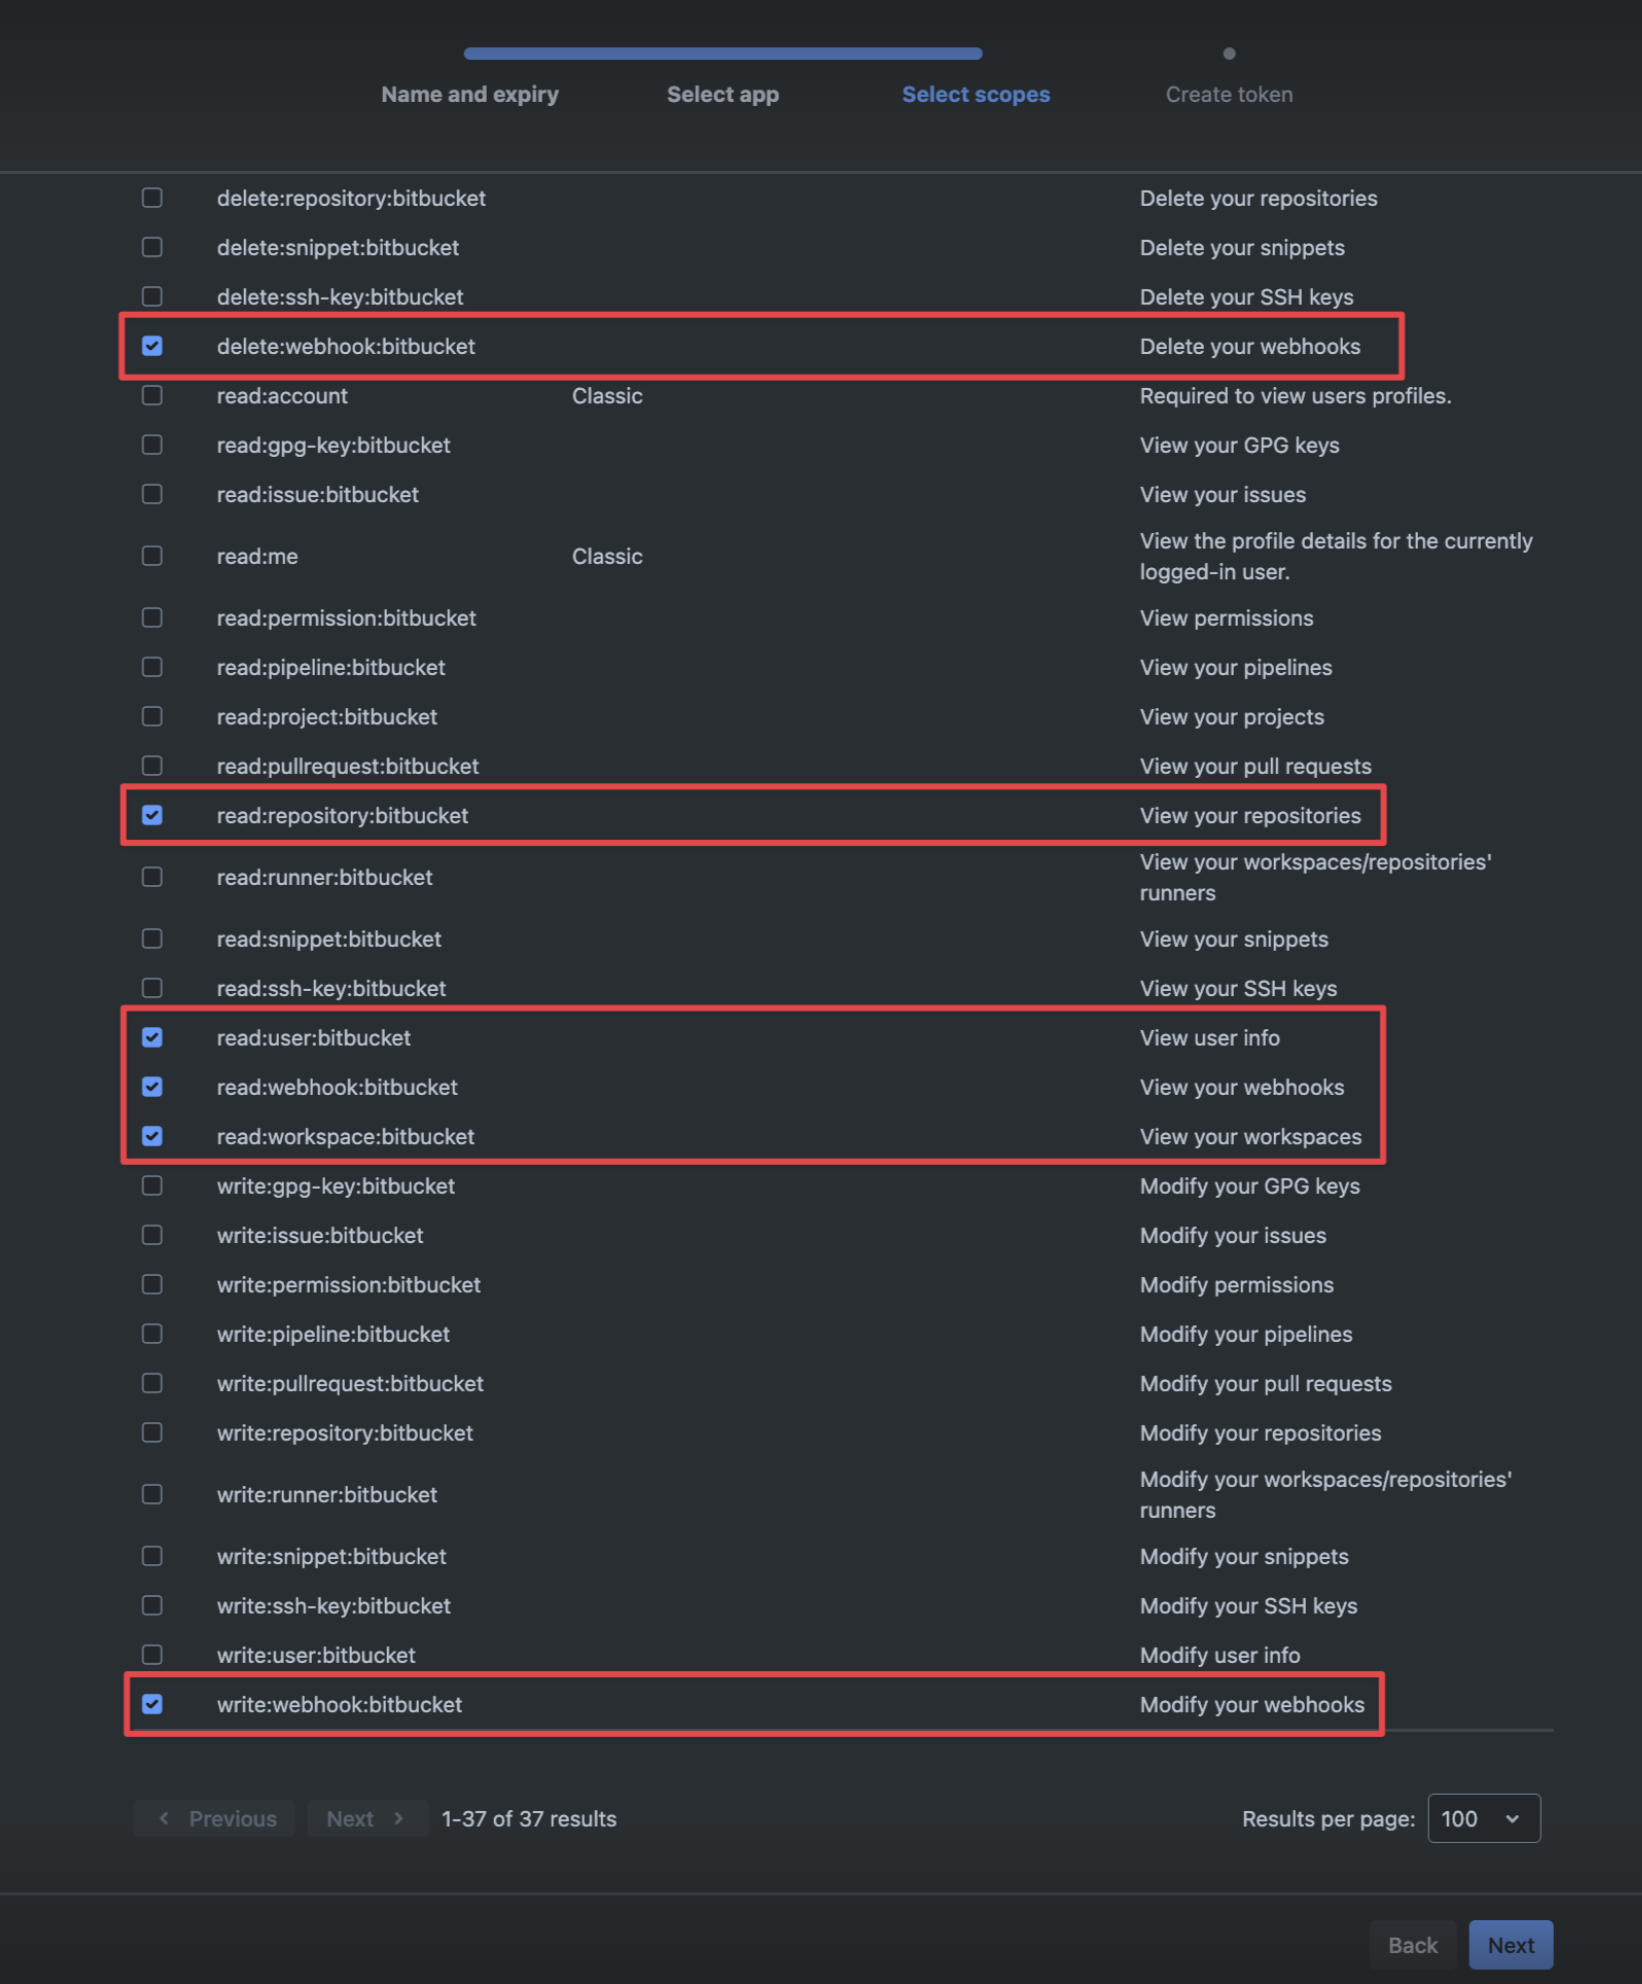 Name and expiry Select app Select scopes Create token
delete:repository:bitbucket Delete your repositories
delete:snippet:bitbucket Delete your snippets
delete:ssh-key:bitbucket Delete your SSH keys
delete:webhook:bitbucket Delete your webhooks
read:account Classic Required to view users profiles.
read:gpg-key:bitbucket View your GPG keys
read:issue:bitbucket View your issues
read:me Classic View the profile details for the currently
logged-in user.
read:permission:bitbucket View permissions
read:pipeline:bitbucket View your pipelines
read:project:bitbucket View your projects
read:pullrequest:bitbucket View your pull requests
read:repository:bitbucket View your repositories
read:runner:bitbucket View your workspaces/repositories'
runners
read:snippet:bitbucket View your snippets
read:ssh-key:bitbucket View your SSH keys
read:user:bitbucket View user info
read:webhook:bitbucket View your webhooks
read:workspace:bitbucket View your workspaces
write:gpg-key:bitbucket Modify your GPG keys
write:issue:bitbucket Modify your issues
write:permission:bitbucket Modify permissions
write:pipeline:bitbucket Modify your pipelines
write:pullrequest:bitbucket Modify your pull requests
write:repository:bitbucket Modify your repositories
write:runner:bitbucket Modify your workspaces/repositories'
runners
write:snippet:bitbucket Modify your snippets
write:ssh-key:bitbucket Modify your SSH keys
write:user:bitbucket Modify user info
write:webhook:bitbucket Modify your webhooks
Previous Next 1-37 of 37 results Results per page: 100
Back Next